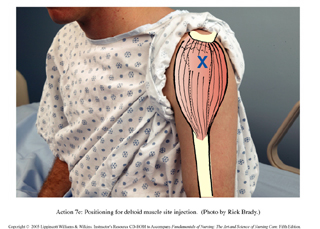 X
Action 7c: Positioning for deltoid muscle site injection. (Photo by Rick Brady.)
Copyright © 2005 Lippincott Williams & Wilkins. Instructor's Resource CD-ROM to Accompany Fundamentals of Nursing: The Art and Science of Nursing Care, Fifth Edition.